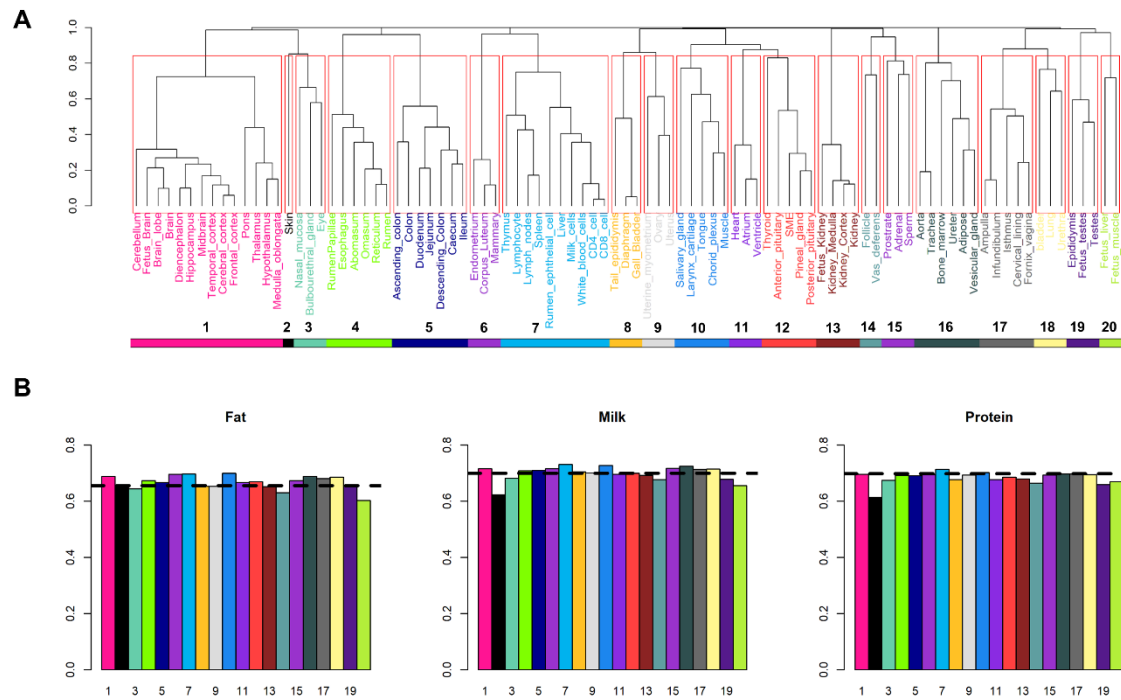 A
1.0
0.8
0.6
0.4
0.2
0.0
Cerebellum
Fetus_Brain
Brain_lobe
Brain
Diencephalon
Hippocampus
Midbrain
Temporal_cortex
Cerebral_cortex
Frontal_cortex
Pons
Thalamus
Hypothalamus
Medulla_oblongata
Skin
Nasal_mucosa
Bulbourethral_gland
Eye
RumenPapillae
Esophagus
Abomasum
Omasum
Reticulum
Rumen
Ascending_colon
Colon
Duodenum
Jejunum
Descending_Colon
Caecum
Ileum
Endometrium
Corpus_Luteum
Mammary
Thymus
Lymphocyte
Lymph_nodes
Spleen
Rumen_ephithelial_cell
Liver
Milk_cells
White_blood_cells
CD4_cell
CD8_cell
Tail_epidermis
Diaphragm
Gall_Bladder
Uterine_myometrium
Uterus
Salivary_gland
Larynx_cartilage
Tongue
Chorid_plexus
Muscle
Heart
Atrium
Ventricle
Thyroid
Anterior_pituitary
SME
Pineal_gland
Posterior_pituitary
Fetus_Kidney
Kidney_Medulla
Kidney_Cortex
Kidney
Follicle
Vas_deferens
Prostrate
Adrenal
Sperm
Aorta
Trachea
Bone_marrow
Ureter
Adipose
Vesicular_gland
Ampulla
Infundibulum
Isthus
Cervical_lining
Fornix_vagina
Epididymis
Fetus_testes
Testes
Fetus_muscle
1 2 3 4 5 6 7 8 9 10 11 12 13 14 15 16 17 18 19 20
B
Fat
0.8
0.6
0.4
0.2
0.0
1 3 5 7 9 11 13 15 17 19
Milk
0.8
0.6
0.4
0.2
0.0
1 3 5 7 9 11 13 15 17 19
Protein
0.8
0.6
0.4
0.2
0.0
1 3 5 7 9 11 13 15 17 19